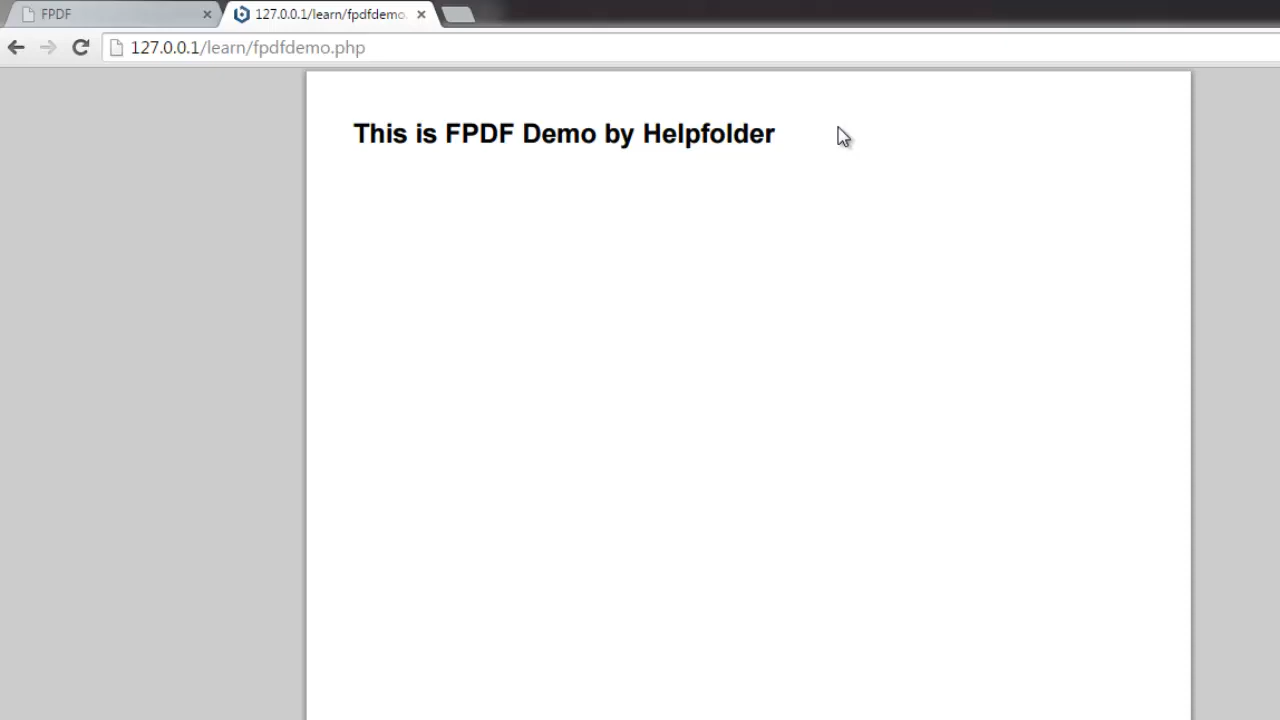 FPDF
127.0.0.1/learn/fpdfdemo.
127.0.0.1/learn/fpdfdemo.php
This is FPDF Demo by Helpfolder